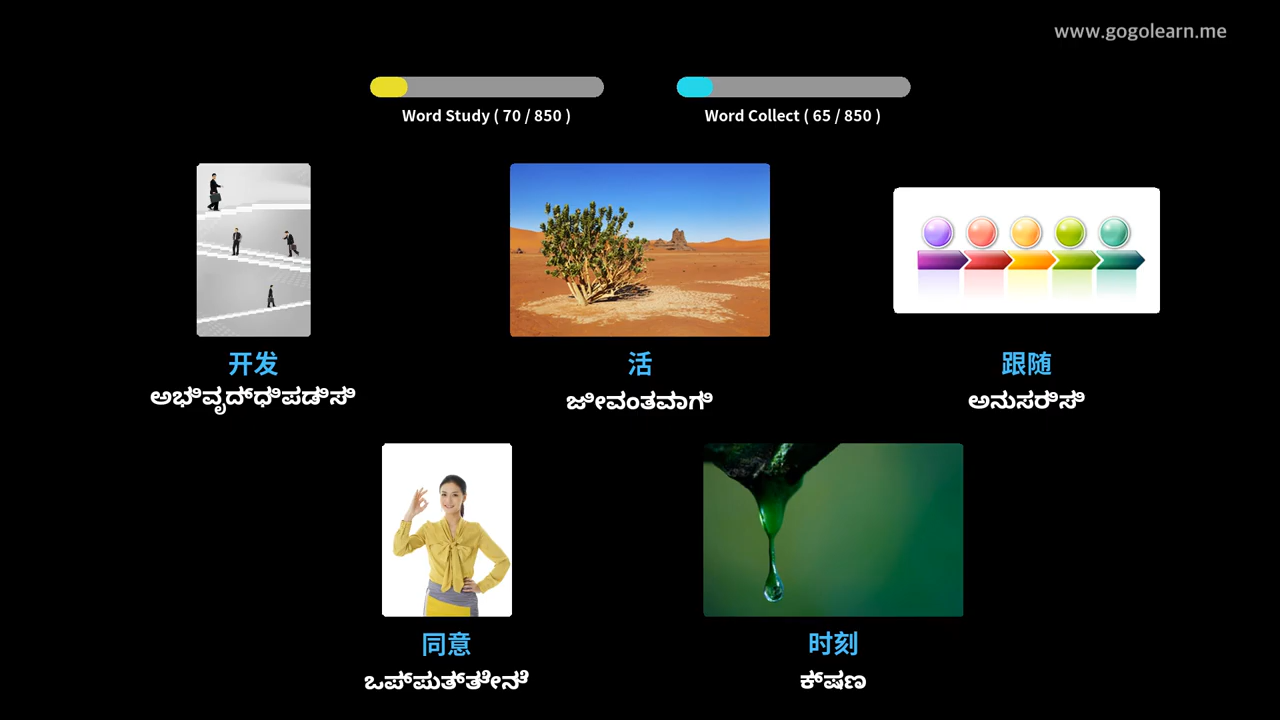 www.gogolearn.me
Word Study ( 70 / 850 )
Word Collect ( 65 / 850 )
开发
ಅಭಿವೃದ್ಧಿಪಡಿಸಿ
活
ಜೀವಂತವಾಗಿ
跟随
ಅನುಸರಿಸಿ
同意
ಒಪ್ಪುತ್ತೇನೆ
时刻
ಕ್ಷಣ